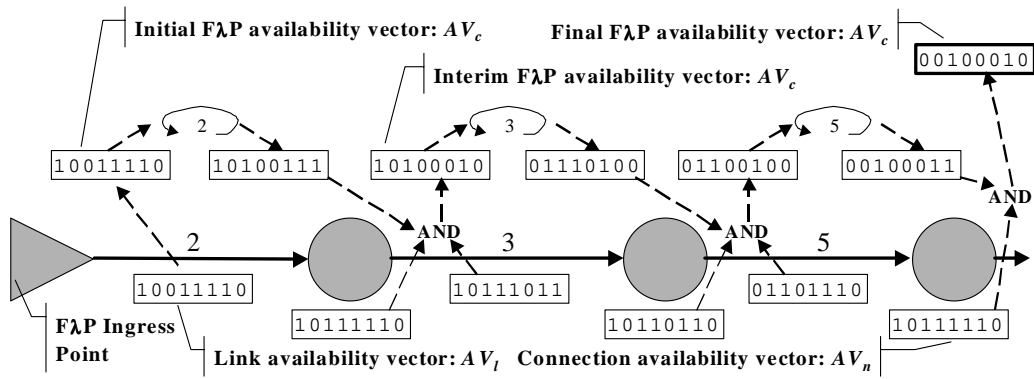 Initial FλP availability vector: AVc
Final FλP availability vector: AVc
00100010
Interim FλP availability vector: AVc
2
3
5
10011110
10100111
10100010
01110100
01100100
00100011
AND
AND
AND
2
3
5
10011110
10111011
01101110
10111110
10110110
10111110
FλP Ingress
Point
Link availability vector: AVl
Connection availability vector: AVn